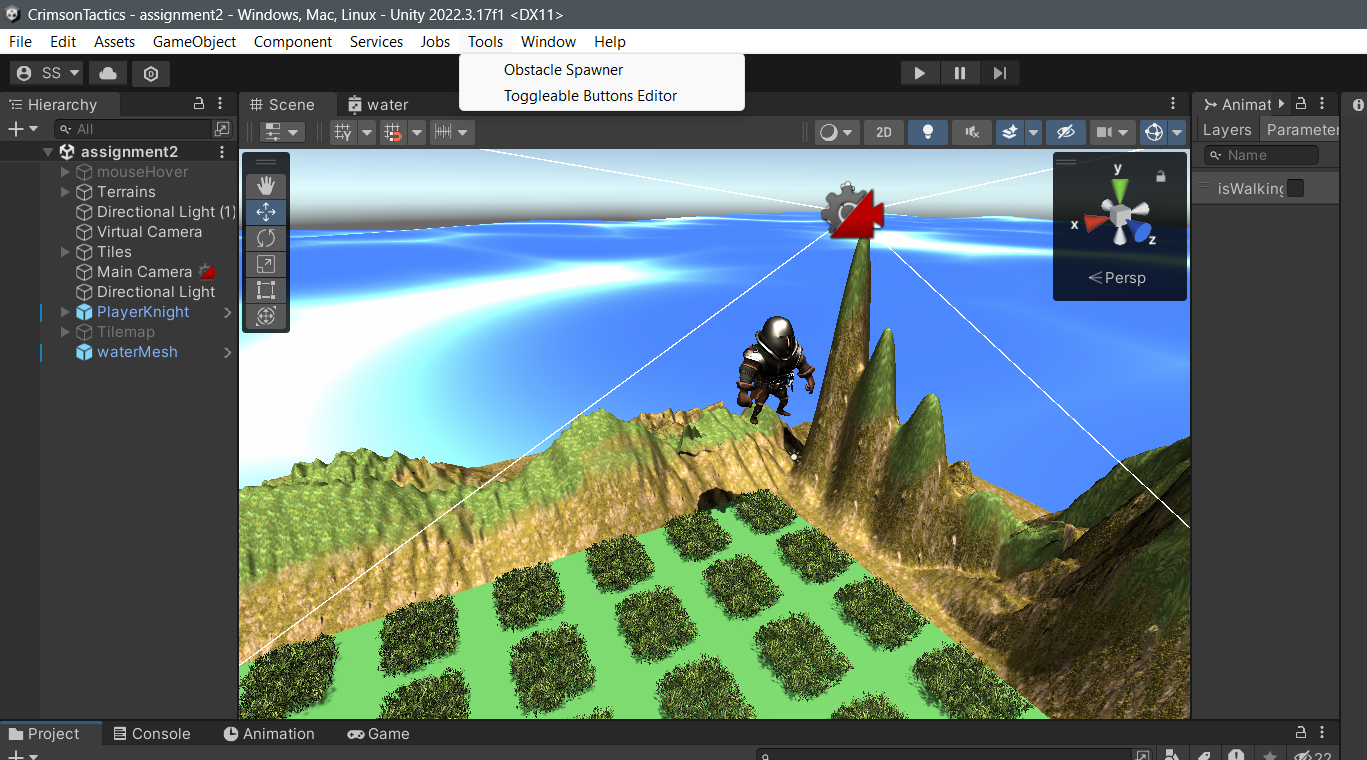 CrimsonTactics - assignment2 - Windows, Mac, Linux - Unity 2022.3.17f1 <DX11>
File Edit Assets GameObject Component Services Jobs Tools Window Help
SS
Obstacle Spawner
Toggleable Buttons Editor
Hierarchy
All
assignment2
mouseHover
Terrains
Directional Light (1)
Virtual Camera
Tiles
Main Camera
Directional Light
PlayerKnight
Tilemap
waterMesh
Scene water
2D
y
x
z
Persp
Animat
Layers Parameter
Name
isWalking
Project Console Animation Game
22